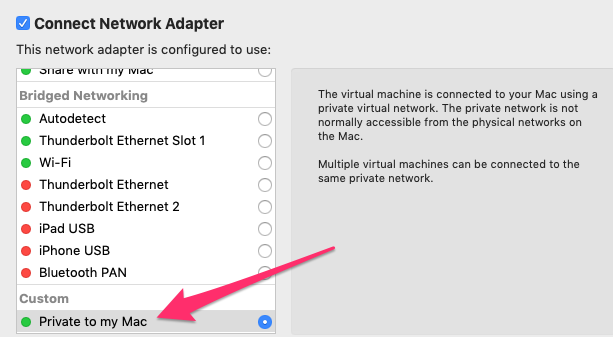 Connect Network Adapter
This network adapter is configured to use:
Share with my Mac
Bridged Networking
Autodetect
Thunderbolt Ethernet Slot 1
Wi-Fi
Thunderbolt Ethernet
Thunderbolt Ethernet 2
iPad USB
iPhone USB
Bluetooth PAN
Custom
Private to my Mac
The virtual machine is connected to your Mac using a
private virtual network. The private network is not
normally accessible from the physical networks on
the Mac.
Multiple virtual machines can be connected to the
same private network.